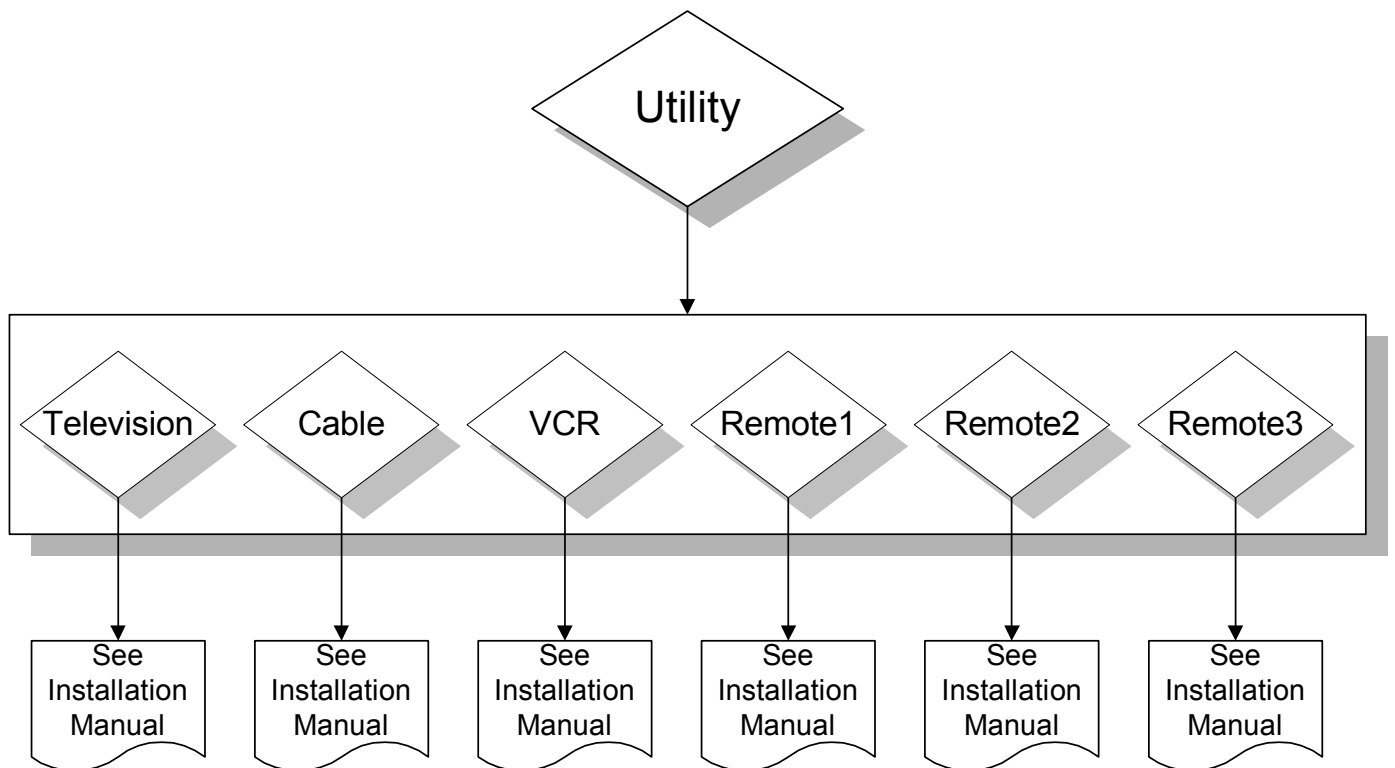 Utility
Television
Cable
VCR
Remote1
Remote2
Remote3
See
Installation
Manual
See
Installation
Manual
See
Installation
Manual
See
Installation
Manual
See
Installation
Manual
See
Installation
Manual